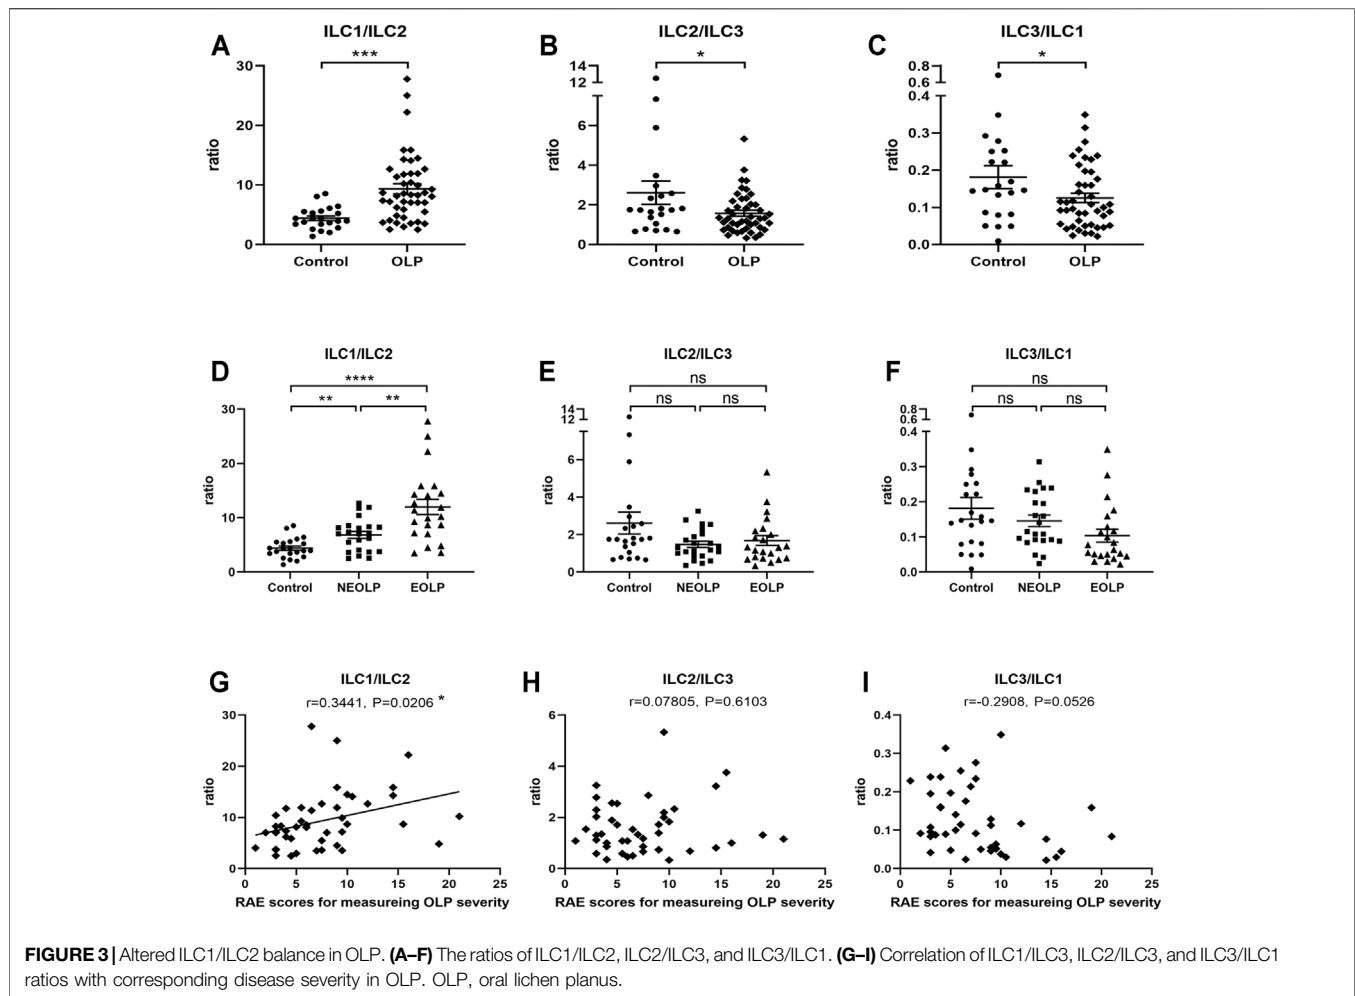 A
ILC1/ILC2
***
30
20
10
0
ratio
Control
OLP
B
ILC2/ILC3
*
14
12
6
4
2
0
ratio
Control
OLP
C
ILC3/ILC1
*
0.8
0.6
0.4
0.3
0.2
0.1
0.0
ratio
Control
OLP
D
ILC1/ILC2
****
**
**
30
20
10
0
ratio
Control
NEOLP
EOLP
E
ILC2/ILC3
ns
ns
ns
14
12
6
4
2
0
ratio
Control
NEOLP
EOLP
F
ILC3/ILC1
ns
ns
ns
0.8
0.6
0.4
0.3
0.2
0.1
0.0
ratio
Control
NEOLP
EOLP
G
ILC1/ILC2
r=0.3441, P=0.0206 *
30
20
10
0
ratio
0 5 10 15 20 25
RAE scores for measureing OLP severity
H
ILC2/ILC3
r=0.07805, P=0.6103
6
4
2
0
ratio
0 5 10 15 20 25
RAE scores for measureing OLP severity
I
ILC3/ILC1
r=-0.2908, P=0.0526
0.4
0.3
0.2
0.1
0.0
ratio
0 5 10 15 20 25
RAE scores for measureing OLP severity
FIGURE 3 | Altered ILC1/ILC2 balance in OLP. (A–F) The ratios of ILC1/ILC2, ILC2/ILC3, and ILC3/ILC1. (G–I) Correlation of ILC1/ILC3, ILC2/ILC3, and ILC3/ILC1
ratios with corresponding disease severity in OLP. OLP, oral lichen planus.